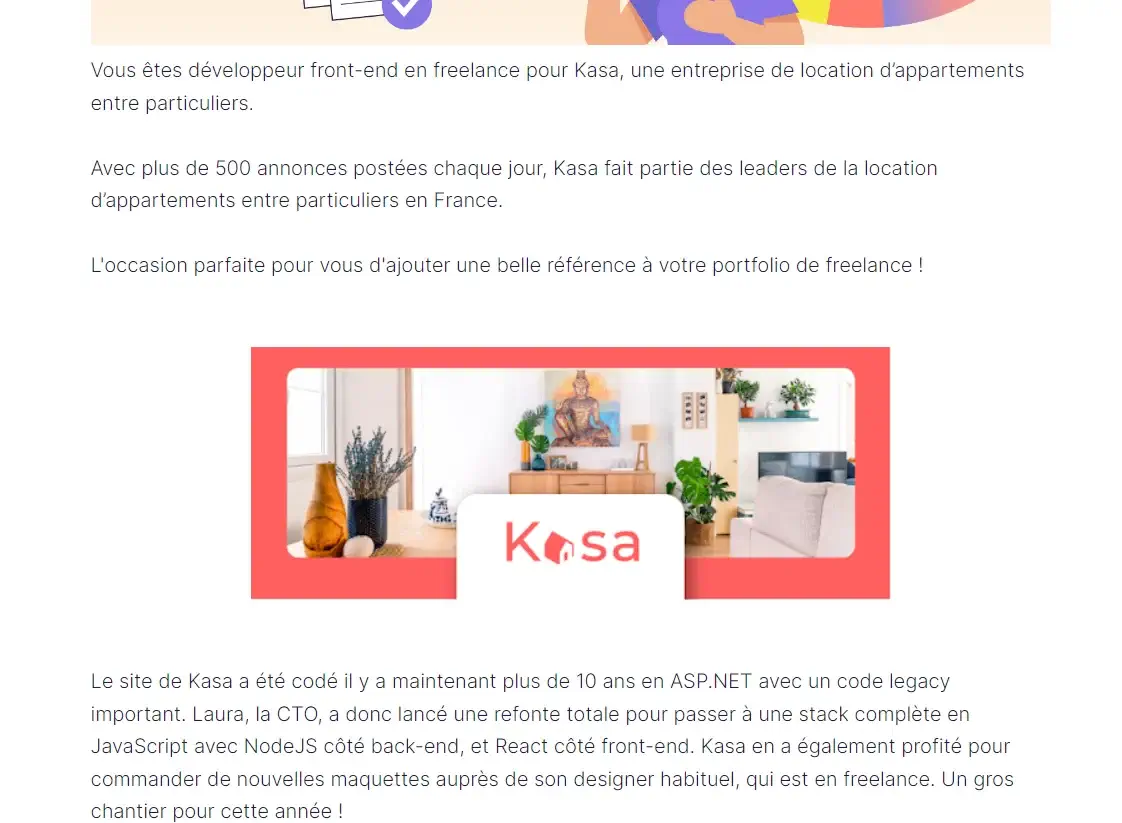 Vous êtes développeur front-end en freelance pour Kasa, une entreprise de location d’appartements
entre particuliers.
Avec plus de 500 annonces postées chaque jour, Kasa fait partie des leaders de la location
d’appartements entre particuliers en France.
L'occasion parfaite pour vous d'ajouter une belle référence à votre portfolio de freelance !
Kasa
Le site de Kasa a été codé il y a maintenant plus de 10 ans en ASP.NET avec un code legacy
important. Laura, la CTO, a donc lancé une refonte totale pour passer à une stack complète en
JavaScript avec NodeJS côté back-end, et React côté front-end. Kasa en a également profité pour
commander de nouvelles maquettes auprès de son designer habituel, qui est en freelance. Un gros
chantier pour cette année !